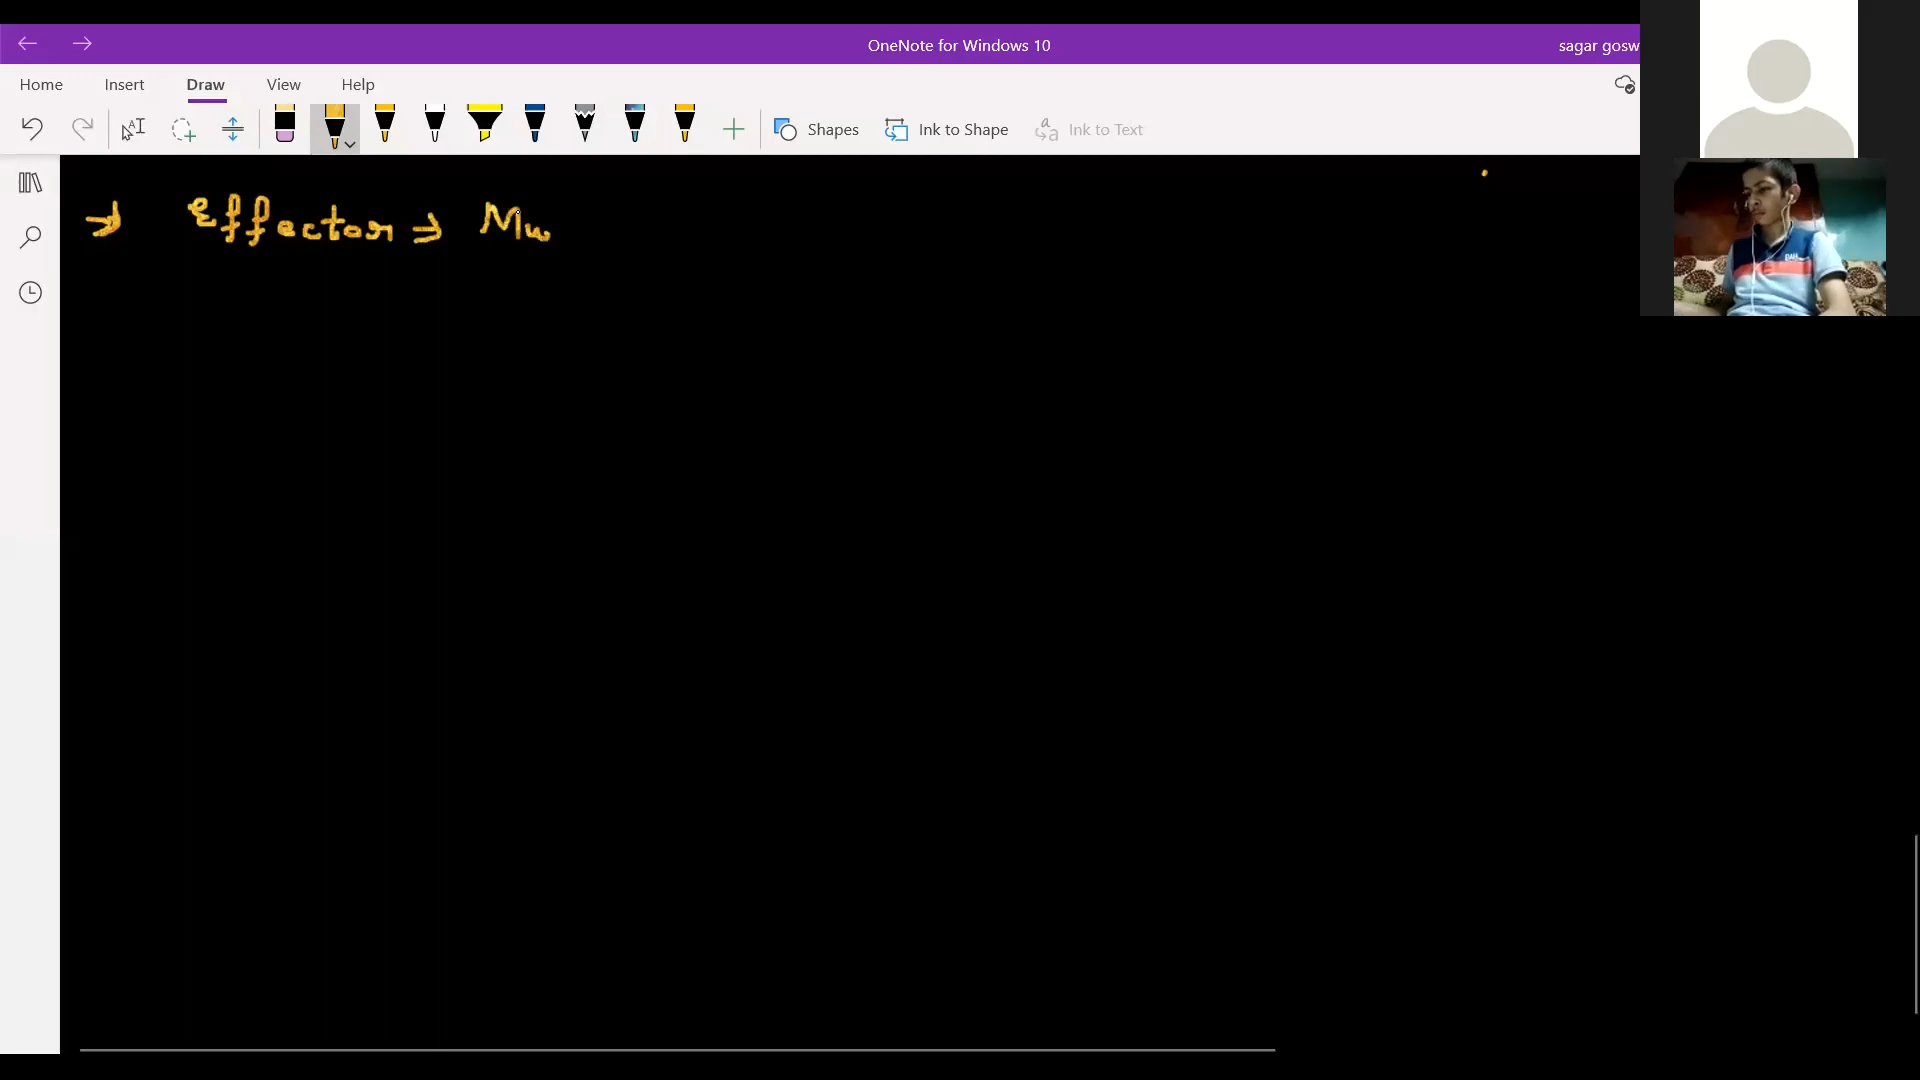 OneNote for Windows 10
sagar gosw
Home Insert Draw View Help
Shapes Ink to Shape Ink to Text
⇒ Effector ⇒ Mu